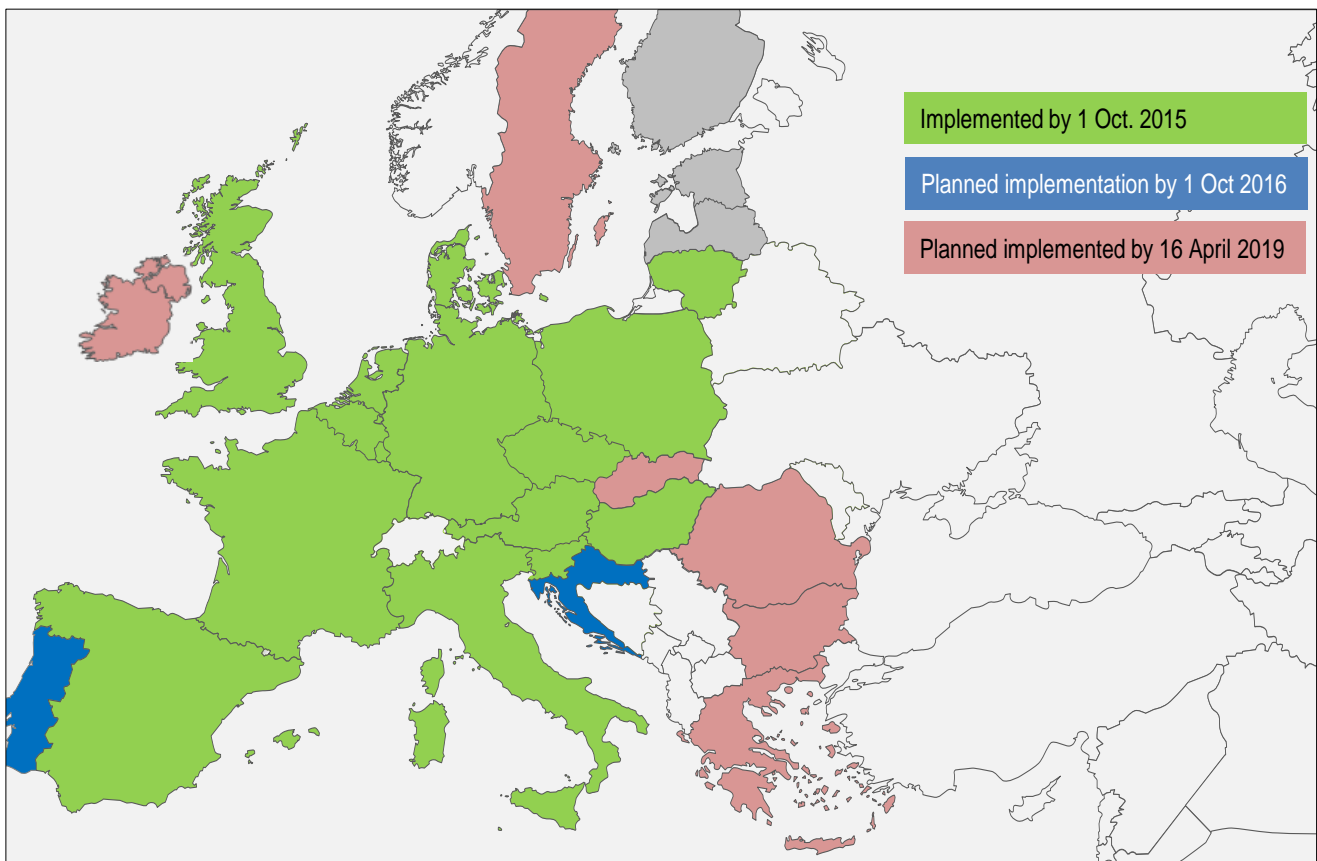 Implemented by 1 Oct. 2015
Planned implementation by 1 Oct 2016
Planned implemented by 16 April 2019